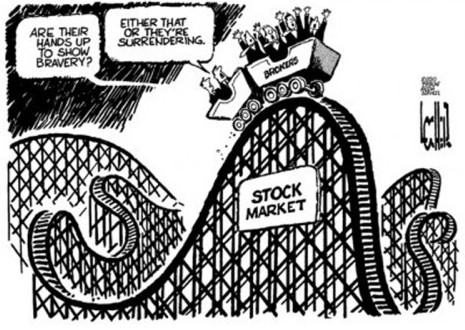 ARE THEIR
HANDS UP
TO SHOW
BRAVERY?
EITHER THAT
OR THEY'RE
SURRENDERING.
BROKERS
STOCK
MARKET